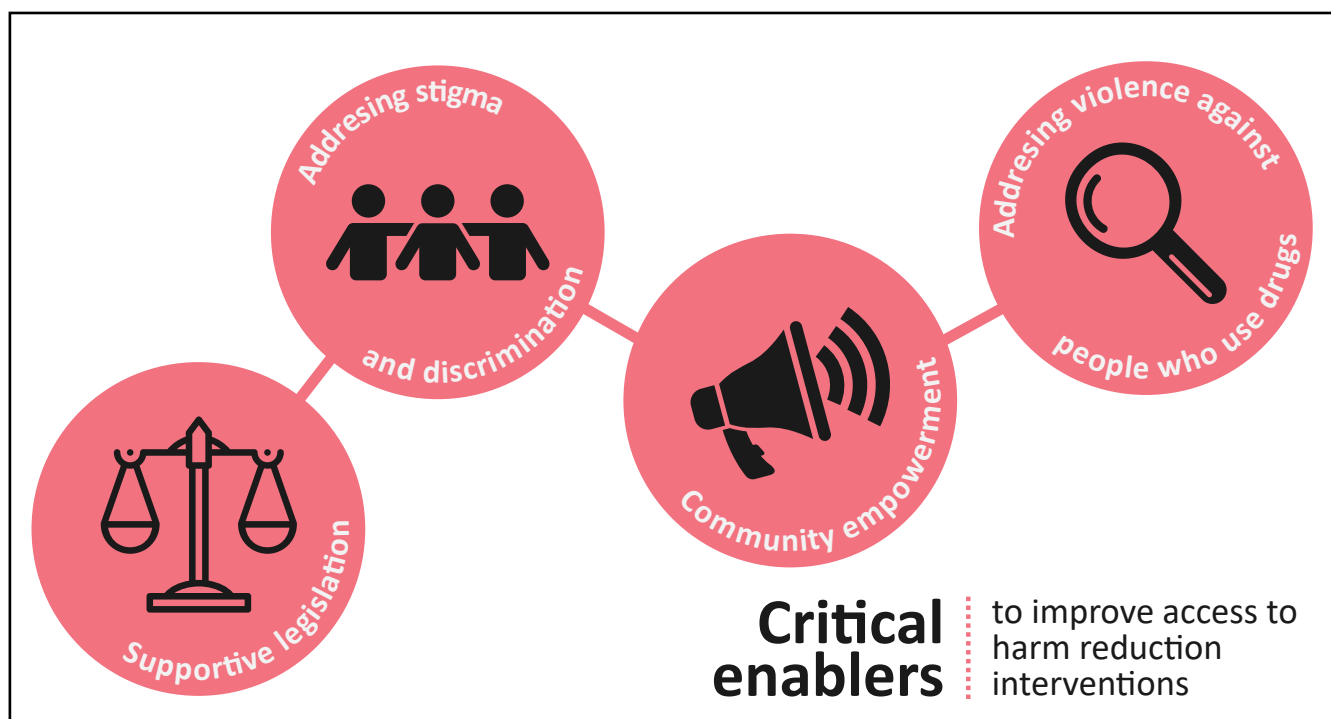 Addresing stigma
and discrimination
Addresing violence against
people who use drugs
Supportive legislation
Community empowerment
Critical
enablers
to improve access to
harm reduction
interventions